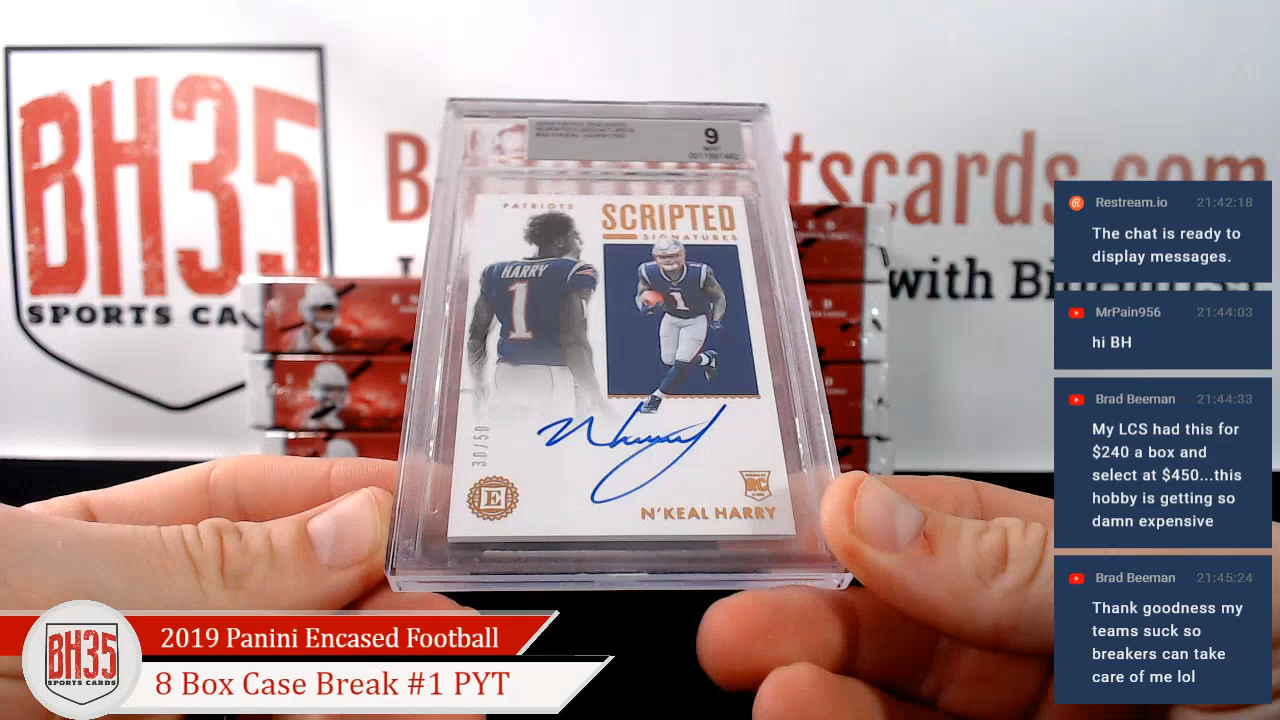 BH35
SPORTS CA
with
9
MINT
PATRIOTS
SCRIPTED
SIGNATURES
HARRY
1
1
30/50
E
RC
N'KEAL HARRY
Restream.io 21:42:18
The chat is ready to
display messages.
MrPain956 21:44:03
hi BH
Brad Beeman 21:44:33
My LCS had this for
$240 a box and
select at $450...this
hobby is getting so
damn expensive
Brad Beeman 21:45:24
Thank goodness my
teams suck so
breakers can take
care of me lol
BH35
SPORTS CARDS
2019 Panini Encased Football
8 Box Case Break #1 PYT